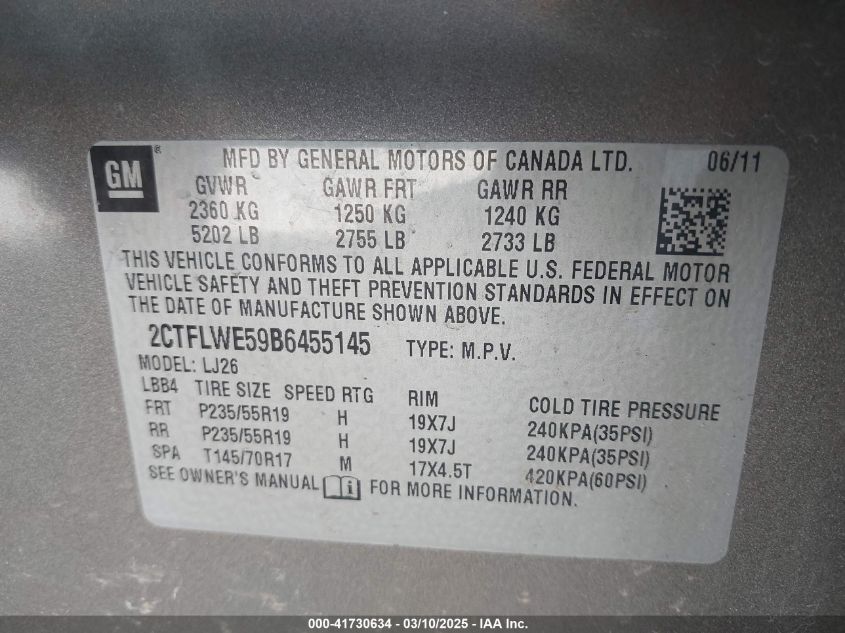 GM ® MFD BY GENERAL MOTORS OF CANADA LTD. 06/11
GVWR GAWR FRT GAWR RR
2360 KG 1250 KG 1240 KG
5202 LB 2755 LB 2733 LB
THIS VEHICLE CONFORMS TO ALL APPLICABLE U.S. FEDERAL MOTOR
VEHICLE SAFETY AND THEFT PREVENTION STANDARDS IN EFFECT ON
THE DATE OF MANUFACTURE SHOWN ABOVE.
2CTFLWE59B6455145 TYPE: M.P.V.
MODEL: LJ26
LBB4 TIRE SIZE SPEED RTG RIM COLD TIRE PRESSURE
FRT P235/55R19 H 19X7J 240KPA(35PSI)
RR P235/55R19 H 19X7J 240KPA(35PSI)
SPA T145/70R17 M 17X4.5T 420KPA(60PSI)
SEE OWNER'S MANUAL i FOR MORE INFORMATION.
000-41730634 - 03/10/2025 - IAA Inc.